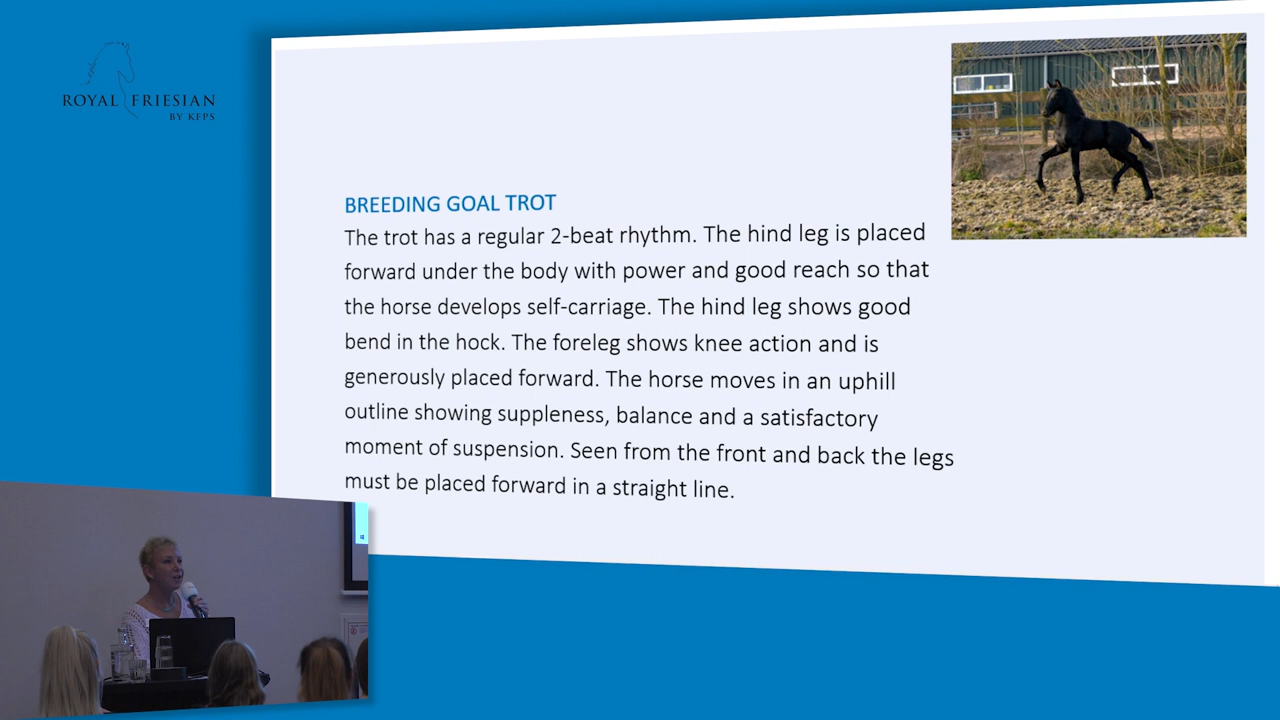 ROYAL FRIESIAN
BY KFPS
BREEDING GOAL TROT
The trot has a regular 2-beat rhythm. The hind leg is placed
forward under the body with power and good reach so that
the horse develops self-carriage. The hind leg shows good
bend in the hock. The foreleg shows knee action and is
generously placed forward. The horse moves in an uphill
outline showing suppleness, balance and a satisfactory
moment of suspension. Seen from the front and back the legs
must be placed forward in a straight line.